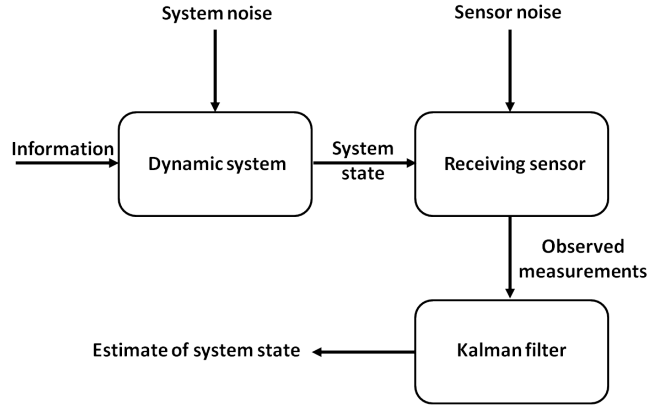 System noise
Sensor noise
Information
Dynamic system
System
state
Receiving sensor
Observed
measurements
Estimate of system state
Kalman filter